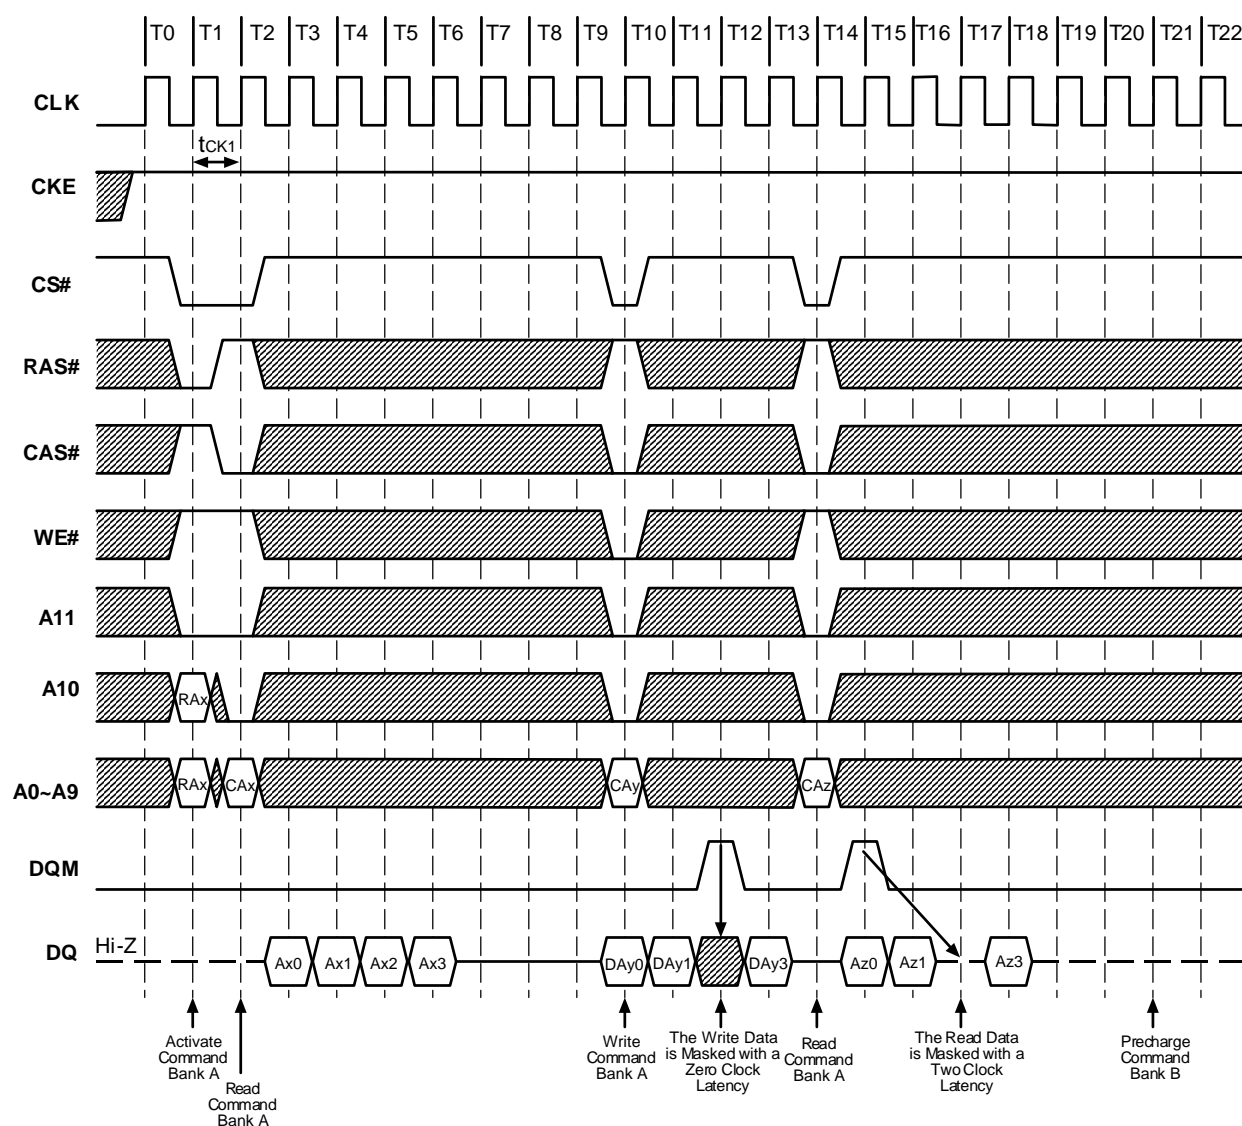 T0 T1 T2 T3 T4 T5 T6 T7 T8 T9 T10 T11 T12 T13 T14 T15 T16 T17 T18 T19 T20 T21 T22
CLK
tCK1
CKE
CS#
RAS#
CAS#
WE#
A11
A10
RAx
A0~A9
RAx CAx CAy CAz
DQM
DQ
Hi-Z
Ax0 Ax1 Ax2 Ax3 DAy0 DAy1 DAy3 Az0 Az1 Az3
Activate
Command
Bank A
Read
Command
Bank A
Write
Command
Bank A
The Write Data
is Masked with a
Zero Clock
Latency
Read
Command
Bank A
The Read Data
is Masked with a
Two Clock
Latency
Precharge
Command
Bank B